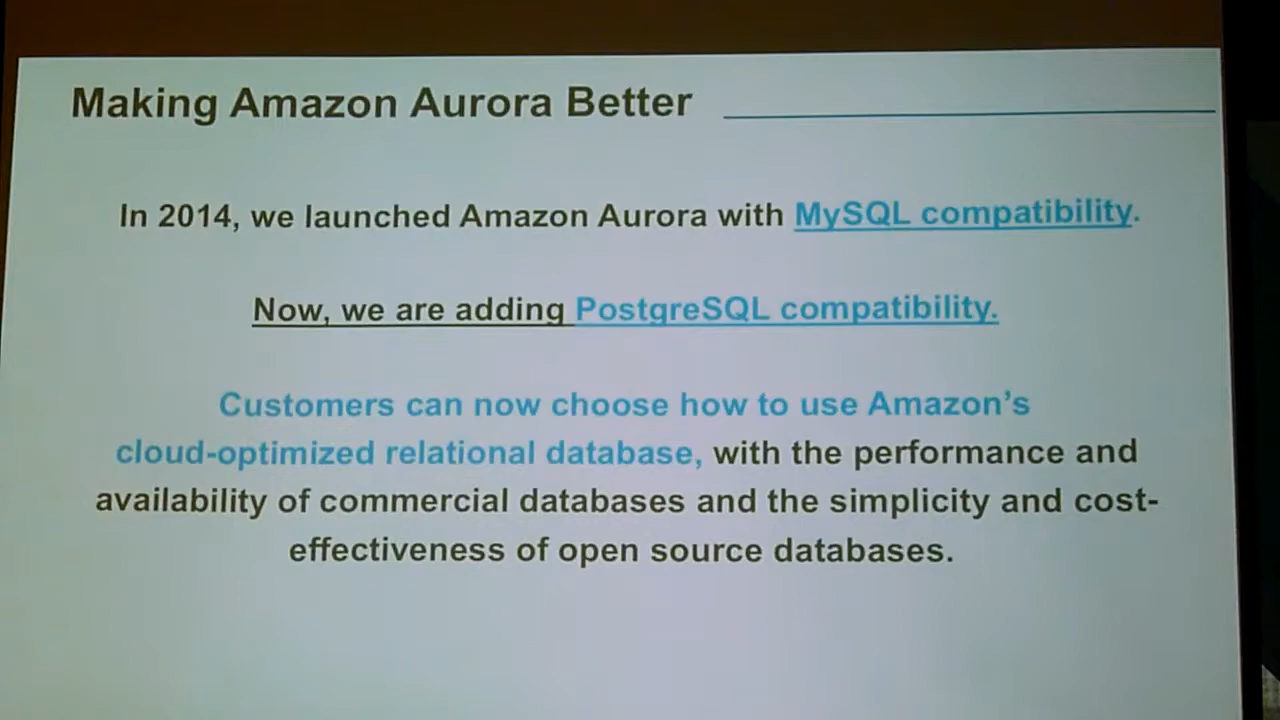 Making Amazon Aurora Better
In 2014, we launched Amazon Aurora with MySQL compatibility.
Now, we are adding PostgreSQL compatibility.
Customers can now choose how to use Amazon’s
cloud-optimized relational database, with the performance and
availability of commercial databases and the simplicity and cost-
effectiveness of open source databases.